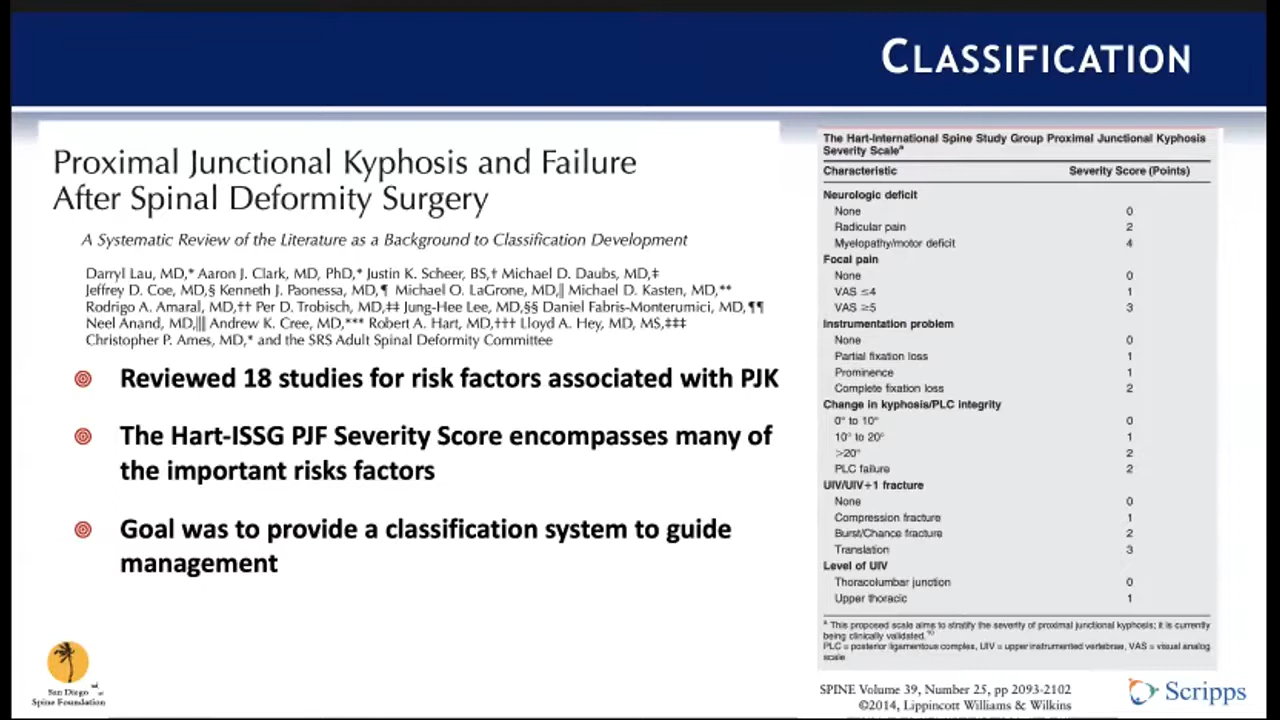 CLASSIFICATION
Proximal Junctional Kyphosis and Failure
After Spinal Deformity Surgery
A Systematic Review of the Literature as a Background to Classification Development
Darryl Lau, MD,* Aaron J. Clark, MD, PhD,* Justin K. Scheer, BS,† Michael D. Daubs, MD,‡
Jeffrey D. Coe, MD,§ Kenneth J. Paonessa, MD,¶ Michael O. LaGrone, MD,‖ Michael D. Kasten, MD,**
Rodrigo A. Amaral, MD,†† Per D. Trobisch, MD,‡‡ Jung-Hee Lee, MD,§§ Daniel Fabris-Monterumici, MD,¶¶
Neel Anand, MD,‖‖ Andrew K. Cree, MD,*** Robert A. Hart, MD,††† Lloyd A. Hey, MD, MS,‡‡‡
Christopher P. Ames, MD,* and the SRS Adult Spinal Deformity Committee
Reviewed 18 studies for risk factors associated with PJK
The Hart-ISSG PJF Severity Score encompasses many of
the important risks factors
Goal was to provide a classification system to guide
management
The Hart-International Spine Study Group Proximal Junctional Kyphosis
Severity Scaleª
Characteristic Severity Score (Points)
Neurologic deficit
None 0
Radicular pain 2
Myelopathy/motor deficit 4
Focal pain
None 0
VAS ≤4 1
VAS ≥5 3
Instrumentation problem
None 0
Partial fixation loss 1
Prominence 1
Complete fixation loss 2
Change in kyphosis/PLC integrity
0° to 10° 0
10° to 20° 1
>20° 2
PLC failure 2
UIV/UIV+1 fracture
None 0
Compression fracture 1
Burst/Chance fracture 2
Translation 3
Level of UIV
Thoracolumbar junction 0
Upper thoracic 1
ª This proposed scale aims to stratify the severity of proximal junctional kyphosis; it is currently
being clinically validated.¹⁰
PLC = posterior ligamentous complex, UIV = upper instrumented vertebrae, VAS = visual analog
scale
San Diego
Spine Foundation
SPINE Volume 39, Number 25, pp 2093-2102
©2014, Lippincott Williams & Wilkins
Scripps